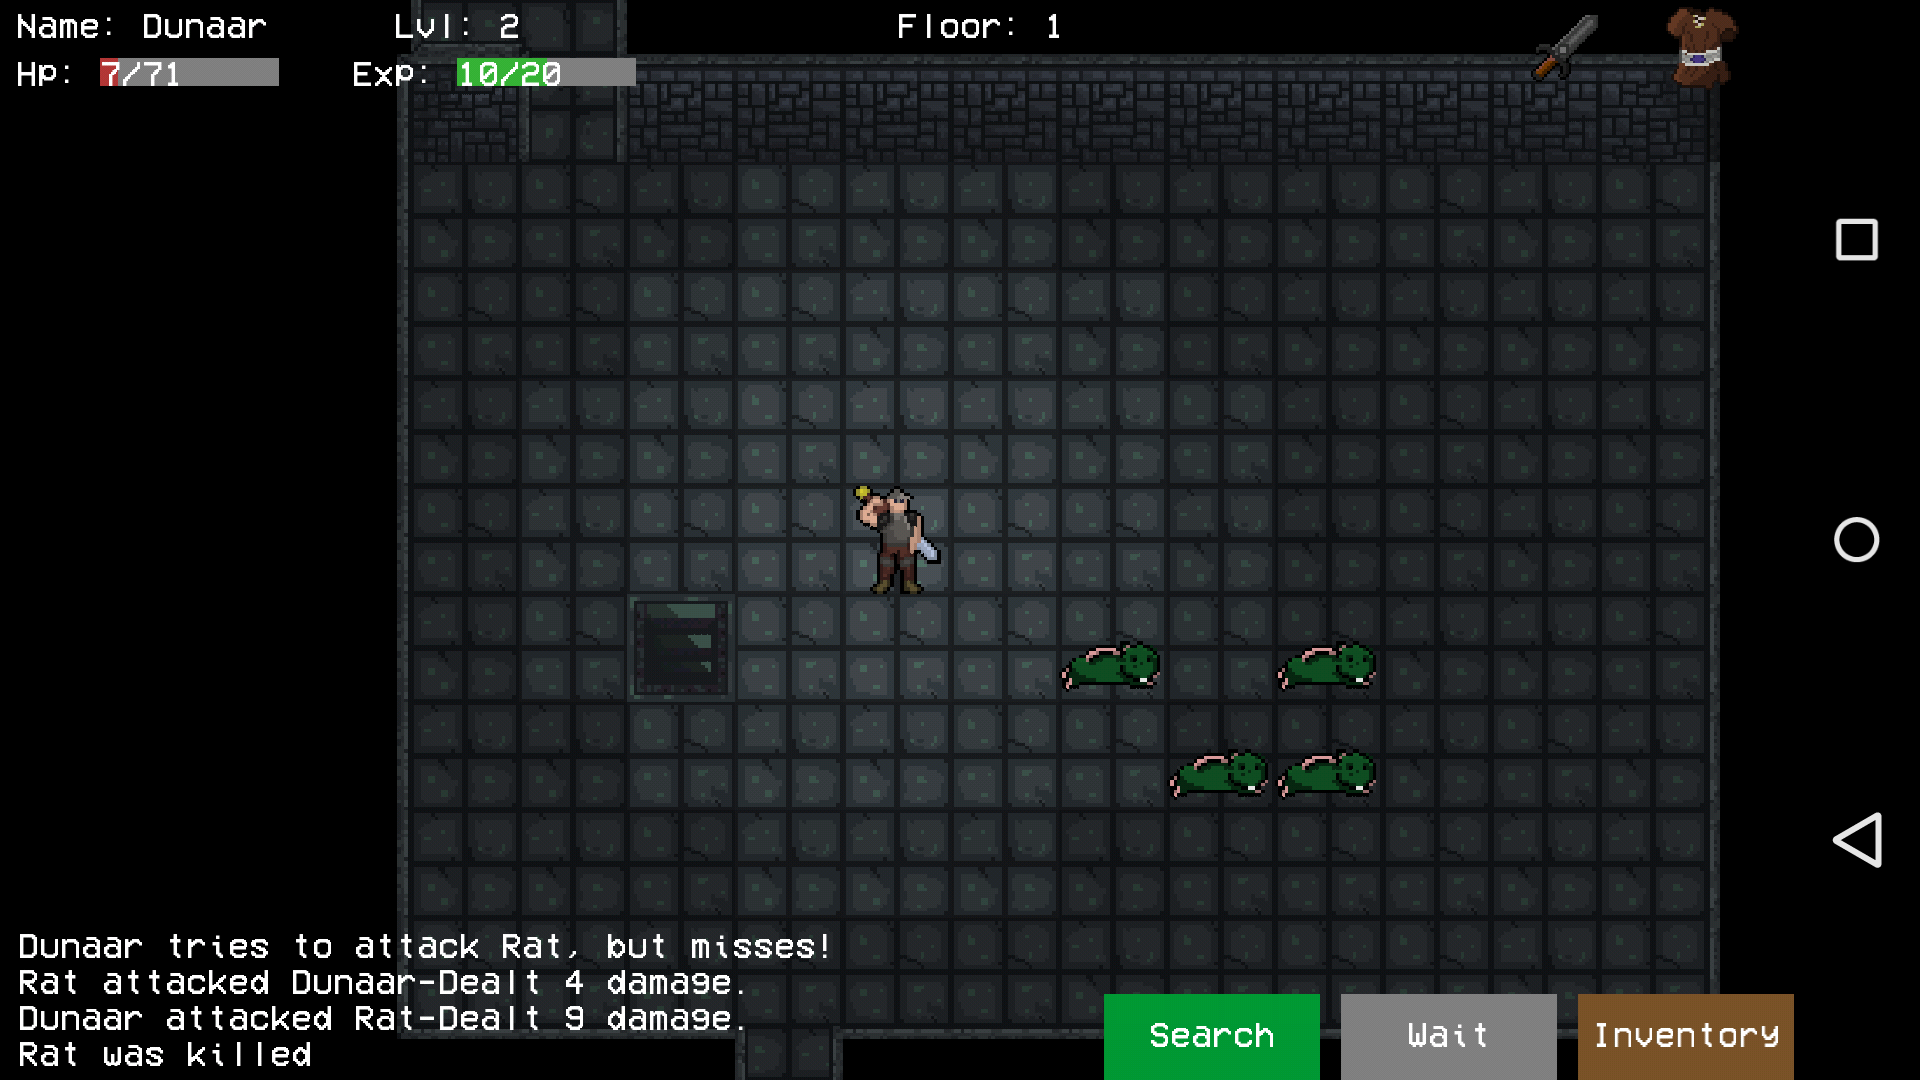 Name: Dunaar Lvl: 2 Floor: 1
Hp: 7/71 Exp: 10/20
Dunaar tries to attack Rat, but misses!
Rat attacked Dunaar-Dealt 4 damage.
Dunaar attacked Rat-Dealt 9 damage.
Rat was killed
Search Wait Inventory